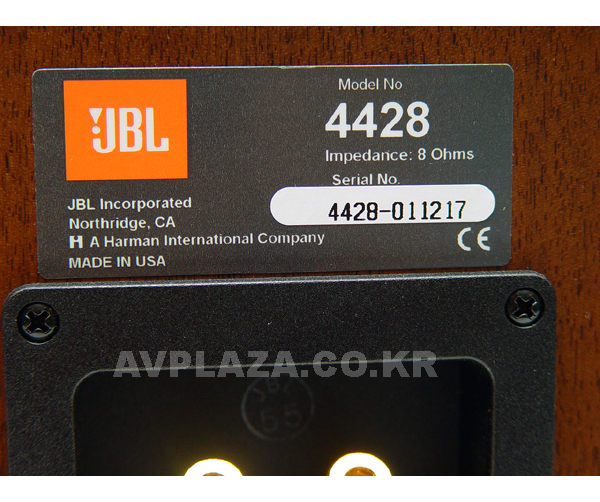 JBL
Model No
4428
Impedance: 8 Ohms
Serial No.
4428-011217
JBL Incorporated
Northridge, CA
H A Harman International Company
MADE IN USA
CE
AVPLAZA.CO.KR
55